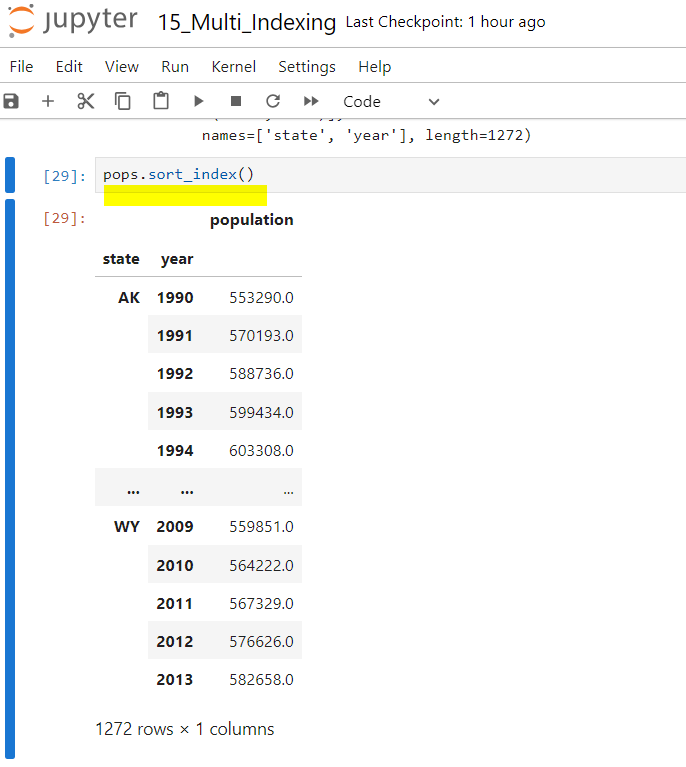 jupyter 15_Multi_Indexing Last Checkpoint: 1 hour ago
File Edit View Run Kernel Settings Help
Code
names=['state', 'year'], length=1272)
[29]: pops.sort_index()
[29]: population
state year
AK 1990 553290.0
1991 570193.0
1992 588736.0
1993 599434.0
1994 603308.0
... ... ...
WY 2009 559851.0
2010 564222.0
2011 567329.0
2012 576626.0
2013 582658.0
1272 rows × 1 columns